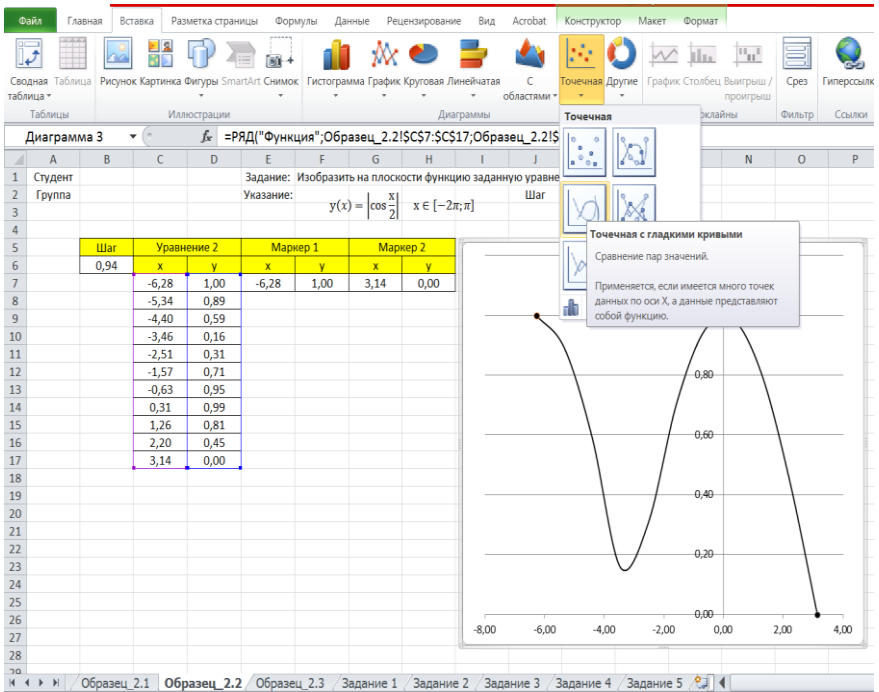 Файл Главная Вставка Разметка страницы Формулы Данные Рецензирование Вид Acrobat Конструктор Макет Формат
Сводная таблица Таблица Рисунок Картинка Фигуры SmartArt Снимок Гистограмма График Круговая Линейчатая С областями Точечная Другие График Столбец Выигрыш / проигрыш Срез Гиперссылк
Таблицы Иллюстрации Диаграммы Точечная Фильтр Ссылки
Диаграмма 3 fx =РЯД("Функция";Образец_2.2!$C$7:$C$17;Образец_2.2!$
A B C D E F G H I J N O P
1 Студент Задание: Изобразить на плоскости функцию заданную уравне
2 Группа Указание: y(x) = |cos x/2| x ∈ [−2π; π] Шаг
3
4
5 Шаг Уравнение 2 Маркер 1 Маркер 2
6 0,94 x y x y x y
7 -6,28 1,00 -6,28 1,00 3,14 0,00
8 -5,34 0,89
9 -4,40 0,59
10 -3,46 0,16
11 -2,51 0,31
12 -1,57 0,71
13 -0,63 0,95
14 0,31 0,99
15 1,26 0,81
16 2,20 0,45
17 3,14 0,00
18
19
20
21
22
23
24
25
26
27
28
Точечная с гладкими кривыми
Сравнение пар значений.
Применяется, если имеется много точек
данных по оси X, а данные представляют
собой функцию.
0,80
0,60
0,40
0,20
0,00
-8,00 -6,00 -4,00 -2,00 0,00 2,00 4,00
Образец_2.1 Образец_2.2 Образец_2.3 Задание 1 Задание 2 Задание 3 Задание 4 Задание 5